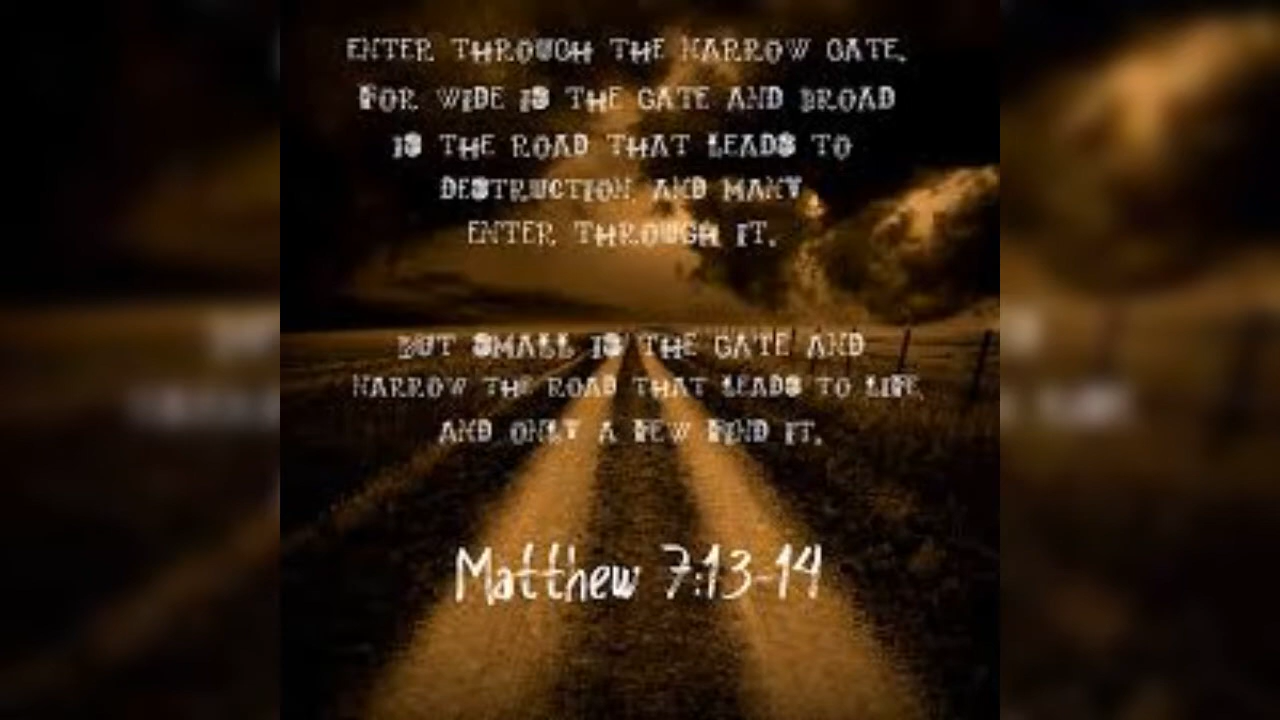 ENTER THROUGH THE NARROW GATE.
FOR WIDE IS THE GATE AND BROAD
IS THE ROAD THAT LEADS TO
DESTRUCTION, AND MANY
ENTER THROUGH IT.
BUT SMALL IS THE GATE AND
NARROW THE ROAD THAT LEADS TO LIFE,
AND ONLY A FEW FIND IT.
Matthew 7:13-14